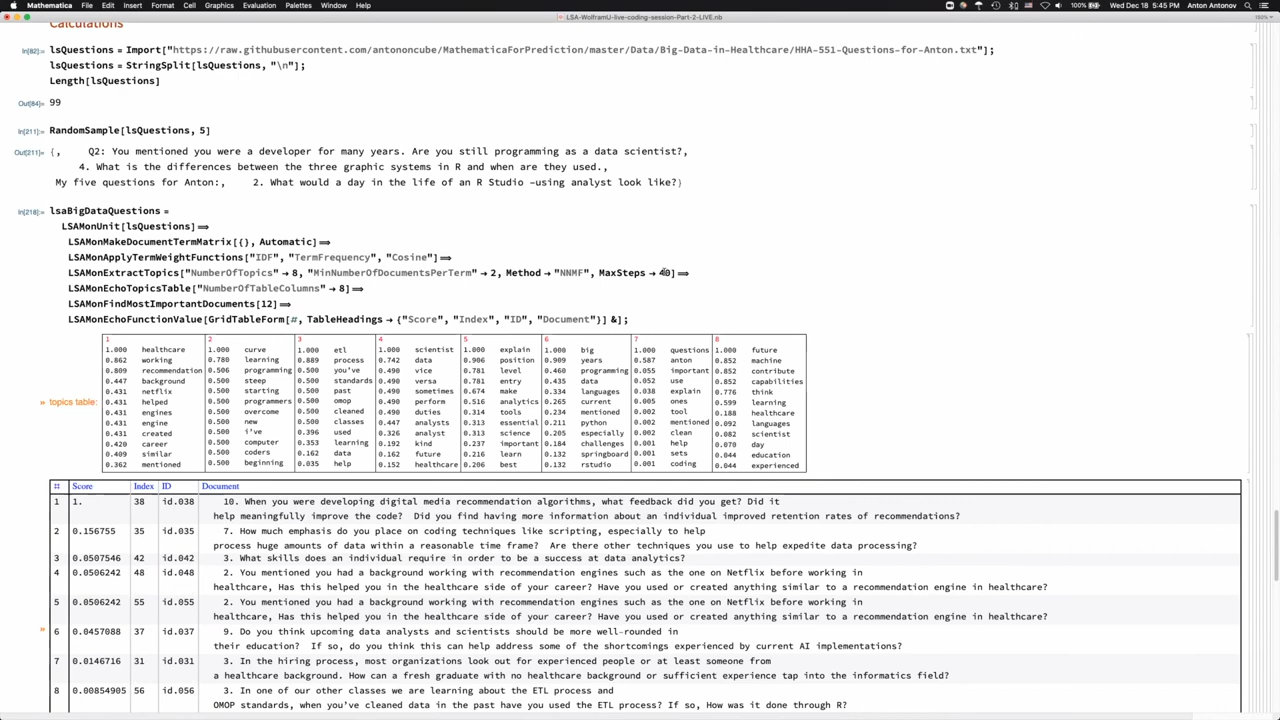 Mathematica File Edit Insert Format Cell Graphics Evaluation Palettes Window Help 100% Wed Dec 18 5:45 PM Anton Antonov
LSA-WolframU-live-coding-session-Part-2-LIVE.nb
Calculations
In[82]:= lsQuestions = Import["https://raw.githubusercontent.com/antononcube/MathematicaForPrediction/master/Data/Big-Data-in-Healthcare/HHA-551-Questions-for-Anton.txt"];
lsQuestions = StringSplit[lsQuestions, "\n"];
Length[lsQuestions]
Out[84]= 99
In[211]:= RandomSample[lsQuestions, 5]
Out[211]= {, Q2: You mentioned you were a developer for many years. Are you still programming as a data scientist?,
4. What is the differences between the three graphic systems in R and when are they used.,
My five questions for Anton:, 2. What would a day in the life of an R Studio -using analyst look like?}
In[218]:= lsaBigDataQuestions =
LSAMonUnit[lsQuestions]⟹
LSAMonMakeDocumentTermMatrix[{}, Automatic]⟹
LSAMonApplyTermWeightFunctions["IDF", "TermFrequency", "Cosine"]⟹
LSAMonExtractTopics["NumberOfTopics" → 8, "MinNumberOfDocumentsPerTerm" → 2, Method → "NNMF", MaxSteps → 40]⟹
LSAMonEchoTopicsTable["NumberOfTableColumns" → 8]⟹
LSAMonFindMostImportantDocuments[12]⟹
LSAMonEchoFunctionValue[GridTableForm[#, TableHeadings → {"Score", "Index", "ID", "Document"}] &];
1 2 3 4 5 6 7 8
1.000 healthcare 1.000 curve 1.000 etl 1.000 scientist 1.000 explain 1.000 big 1.000 questions 1.000 future
0.862 working 0.780 learning 0.889 process 0.742 data 0.906 position 0.909 years 0.587 anton 0.852 machine
0.809 recommendation 0.506 programming 0.500 you've 0.490 vice 0.781 level 0.460 programming 0.055 important 0.852 contribute
0.447 background 0.500 steep 0.500 standards 0.490 versa 0.781 entry 0.435 data 0.052 use 0.852 capabilities
0.431 netflix 0.500 starting 0.500 past 0.490 sometimes 0.674 make 0.334 languages 0.038 explain 0.776 think
0.431 helped 0.500 programmers 0.500 omop 0.490 perform 0.516 analytics 0.265 current 0.005 ones 0.599 learning
0.431 engines 0.500 overcome 0.500 cleaned 0.490 duties 0.314 tools 0.234 mentioned 0.002 tool 0.188 healthcare
0.431 engine 0.500 new 0.500 classes 0.447 analysts 0.313 essential 0.211 python 0.002 mentioned 0.092 languages
0.431 created 0.500 i've 0.396 used 0.326 analyst 0.313 science 0.205 especially 0.002 clean 0.082 scientist
0.420 career 0.500 computer 0.353 learning 0.192 kind 0.237 important 0.184 challenges 0.001 help 0.070 day
0.409 similar 0.500 coders 0.162 data 0.162 future 0.216 learn 0.132 springboard 0.001 sets 0.044 education
0.362 mentioned 0.500 beginning 0.035 help 0.152 healthcare 0.206 best 0.132 rstudio 0.001 coding 0.044 experienced
» topics table:
# Score Index ID Document
1 1. 38 id.038 10. When you were developing digital media recommendation algorithms, what feedback did you get? Did it
help meaningfully improve the code? Did you find having more information about an individual improved retention rates of recommendations?
2 0.156755 35 id.035 7. How much emphasis do you place on coding techniques like scripting, especially to help
process huge amounts of data within a reasonable time frame? Are there other techniques you use to help expedite data processing?
3 0.0507546 42 id.042 3. What skills does an individual require in order to be a success at data analytics?
4 0.0506242 48 id.048 2. You mentioned you had a background working with recommendation engines such as the one on Netflix before working in
healthcare, Has this helped you in the healthcare side of your career? Have you used or created anything similar to a recommendation engine in healthcare?
5 0.0506242 55 id.055 2. You mentioned you had a background working with recommendation engines such as the one on Netflix before working in
healthcare, Has this helped you in the healthcare side of your career? Have you used or created anything similar to a recommendation engine in healthcare?
» 6 0.0457088 37 id.037 9. Do you think upcoming data analysts and scientists should be more well-rounded in
their education? If so, do you think this can help address some of the shortcomings experienced by current AI implementations?
7 0.0146716 31 id.031 3. In the hiring process, most organizations look out for experienced people or at least someone from
a healthcare background. How can a fresh graduate with no healthcare background or sufficient experience tap into the informatics field?
8 0.00854905 56 id.056 3. In one of our other classes we are learning about the ETL process and
OMOP standards, when you've cleaned data in the past have you used the ETL process? If so, How was it done through R?